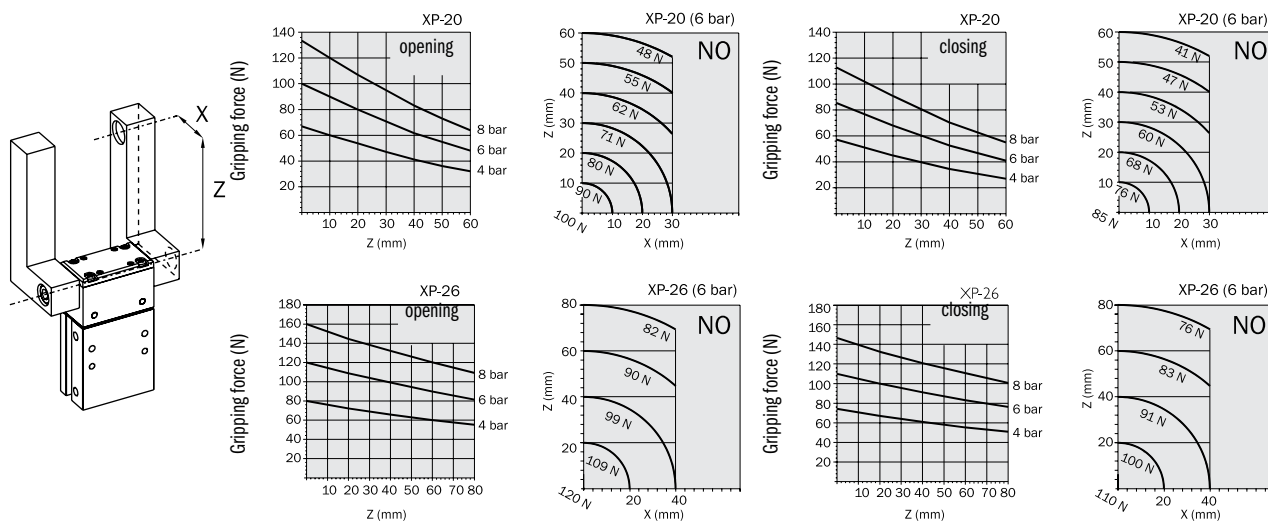 X
Z
XP-20
opening
Gripping force (N)
140
120
100
80
60
40
20
8 bar
6 bar
4 bar
10 20 30 40 50 60
Z (mm)
XP-20 (6 bar)
NO
Z (mm)
60
50
40
30
20
10
48 N
55 N
62 N
71 N
80 N
90 N
100 N
10 20 30
X (mm)
XP-20
closing
Gripping force (N)
140
120
100
80
60
40
20
8 bar
6 bar
4 bar
10 20 30 40 50 60
Z (mm)
XP-20 (6 bar)
NO
Z (mm)
60
50
40
30
20
10
41 N
47 N
53 N
60 N
68 N
76 N
85 N
10 20 30
X (mm)
XP-26
opening
Gripping force (N)
180
160
140
120
100
80
60
40
20
8 bar
6 bar
4 bar
10 20 30 40 50 60 70 80
Z (mm)
XP-26 (6 bar)
NO
Z (mm)
80
60
40
20
82 N
90 N
99 N
109 N
120 N
20 40
X (mm)
XP-26
closing
Gripping force (N)
180
160
140
120
100
80
60
40
20
8 bar
6 bar
4 bar
10 20 30 40 50 60 70 80
Z (mm)
XP-26 (6 bar)
NO
Z (mm)
80
60
40
20
76 N
83 N
91 N
100 N
110 N
20 40
X (mm)